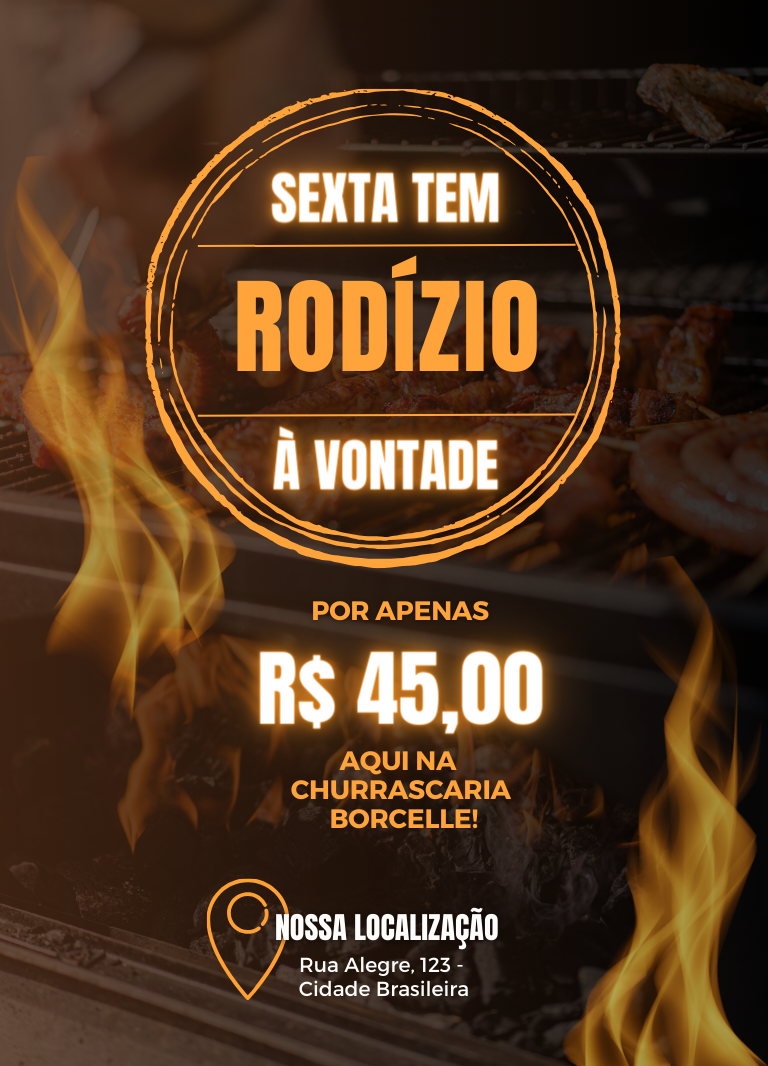 SEXTA TEM
RODÍZIO
À VONTADE
POR APENAS
R$ 45,00
AQUI NA
CHURRASCARIA
BORCELLE!
NOSSA LOCALIZAÇÃO
Rua Alegre, 123 -
Cidade Brasileira